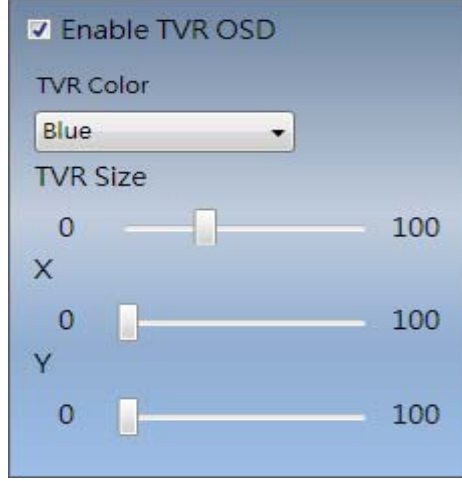 Enable TVR OSD
TVR Color
Blue
TVR Size
0 100
X
0 100
Y
0 100